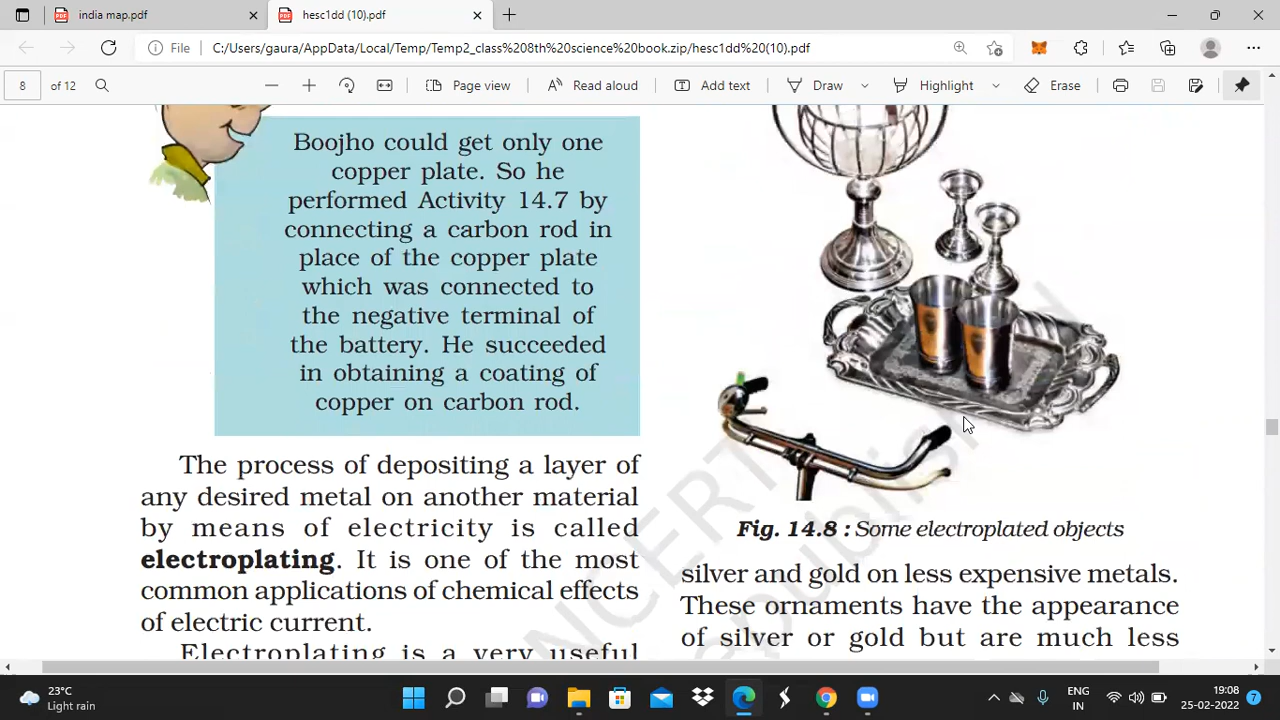 india map.pdf
hesc1dd (10).pdf
File
C:/Users/gaura/AppData/Local/Temp/Temp2_class%208th%20science%20book.zip/hesc1dd%20(10).pdf
8 of 12
Page view
Read aloud
Add text
Draw
Highlight
Erase
Boojho could get only one
copper plate. So he
performed Activity 14.7 by
connecting a carbon rod in
place of the copper plate
which was connected to
the negative terminal of
the battery. He succeeded
in obtaining a coating of
copper on carbon rod.
The process of depositing a layer of
any desired metal on another material
by means of electricity is called
electroplating. It is one of the most
common applications of chemical effects
of electric current.
Electroplating is a very useful
Fig. 14.8 : Some electroplated objects
silver and gold on less expensive metals.
These ornaments have the appearance
of silver or gold but are much less
NCERT
republish
23°C
Light rain
ENG
IN
19:08
25-02-2022
7